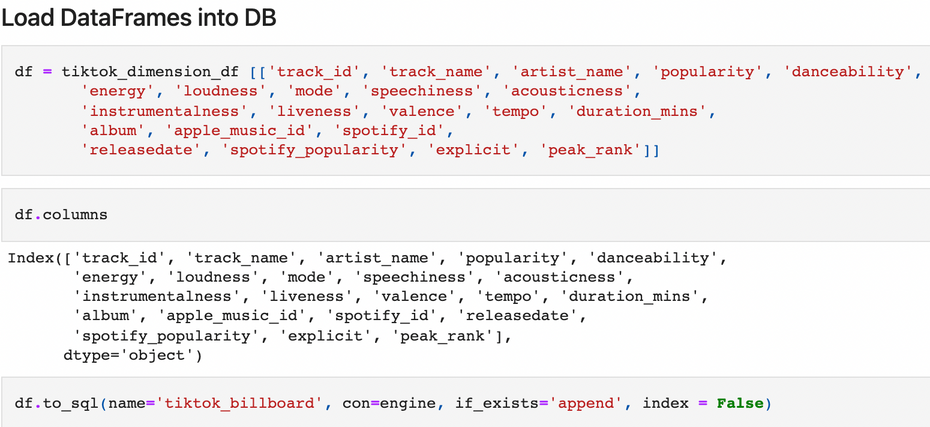 Load DataFrames into DB
df = tiktok_dimension_df [['track_id', 'track_name', 'artist_name', 'popularity', 'danceability',
'energy', 'loudness', 'mode', 'speechiness', 'acousticness',
'instrumentalness', 'liveness', 'valence', 'tempo', 'duration_mins',
'album', 'apple_music_id', 'spotify_id',
'releasedate', 'spotify_popularity', 'explicit', 'peak_rank']]
df.columns
Index(['track_id', 'track_name', 'artist_name', 'popularity', 'danceability',
'energy', 'loudness', 'mode', 'speechiness', 'acousticness',
'instrumentalness', 'liveness', 'valence', 'tempo', 'duration_mins',
'album', 'apple_music_id', 'spotify_id', 'releasedate',
'spotify_popularity', 'explicit', 'peak_rank'],
dtype='object')
df.to_sql(name='tiktok_billboard', con=engine, if_exists='append', index = False)